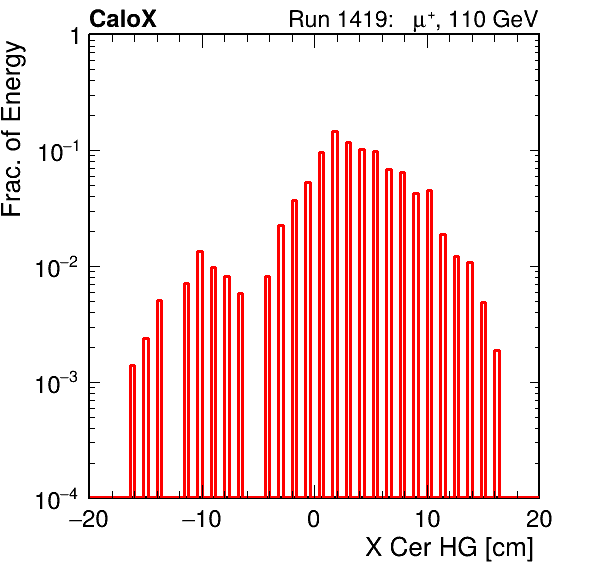 CaloX Run 1419: μ⁺, 110 GeV
Frac. of Energy
1
10⁻¹
10⁻²
10⁻³
10⁻⁴
−20 −10 0 10 20
X Cer HG [cm]